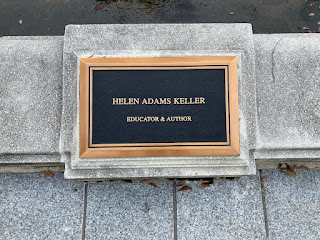 HELEN ADAMS KELLER
EDUCATOR & AUTHOR